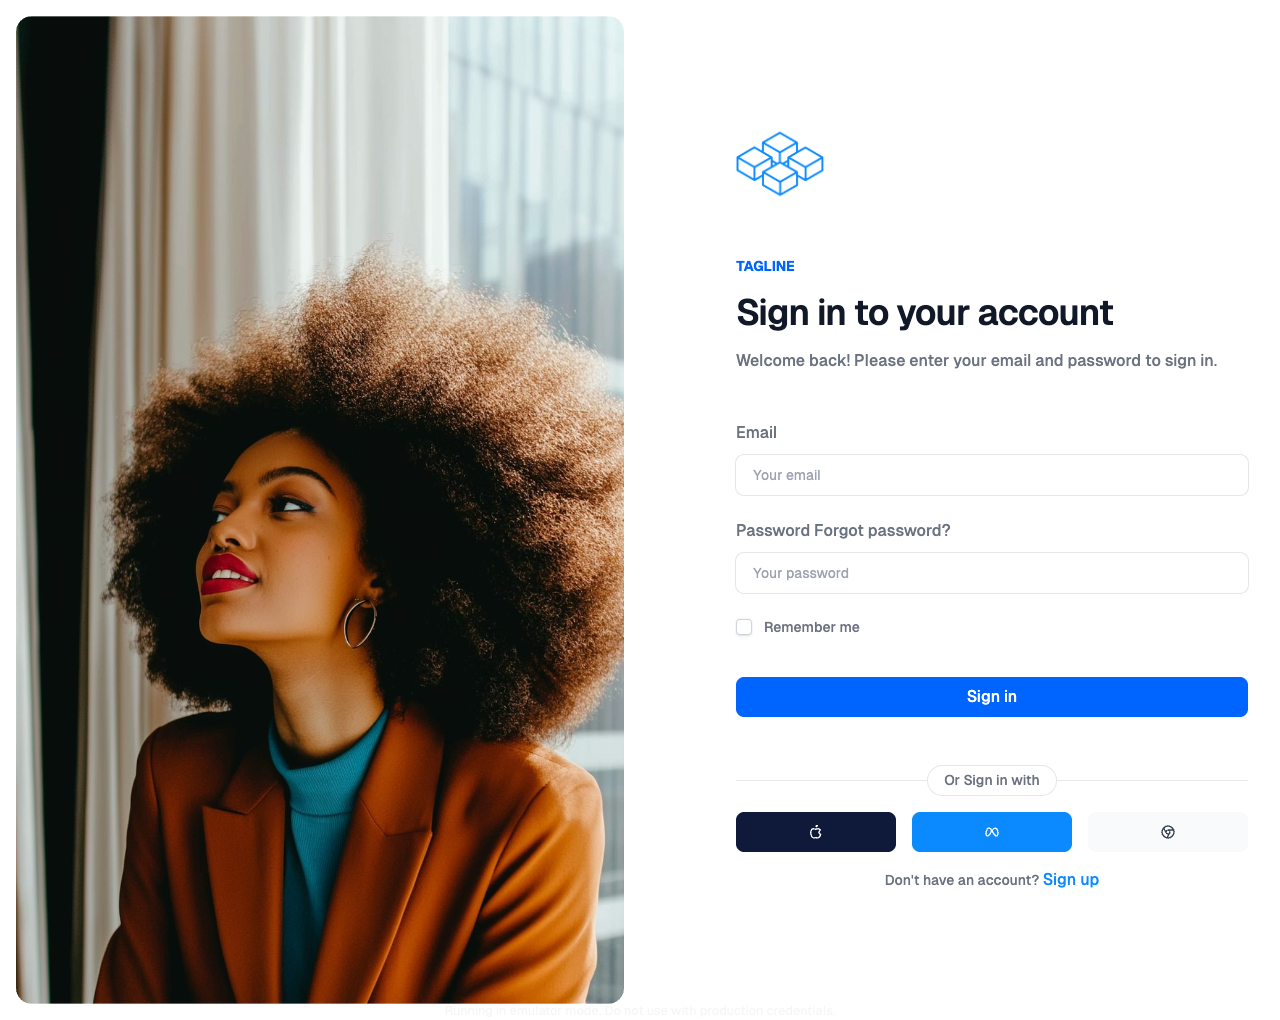 TAGLINE
Sign in to your account
Welcome back! Please enter your email and password to sign in.
Email
Your email
Password Forgot password?
Your password
Remember me
Sign in
Or Sign in with
Don't have an account? Sign up
Running in emulator mode. Do not use with production credentials.